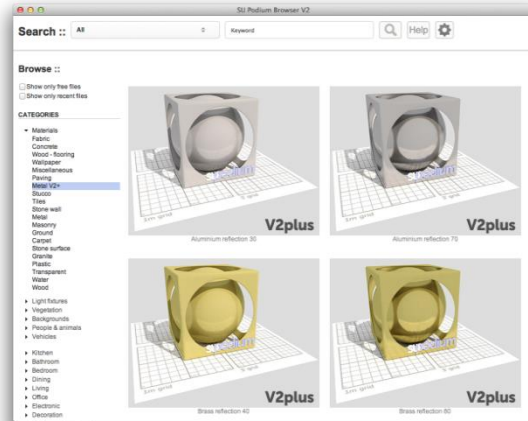 SU Podium Browser V2
Search :: All Keyword Help
Browse ::
Show only free files
Show only recent files
CATEGORIES
Materials
Fabric
Concrete
Wood - flooring
Wallpaper
Miscellaneous
Paving
Metal V2+
Stucco
Tiles
Stone wall
Metal
Masonry
Ground
Carpet
Stone surface
Granite
Plastic
Transparent
Water
Wood
Light fixtures
Vegetation
Backgrounds
People & animals
Vehicles
Kitchen
Bathroom
Bedroom
Dining
Living
Office
Electronic
Decoration
V2plus
Aluminium reflection 30
V2plus
Aluminium reflection 70
V2plus
Brass reflection 40
V2plus
Brass reflection 80